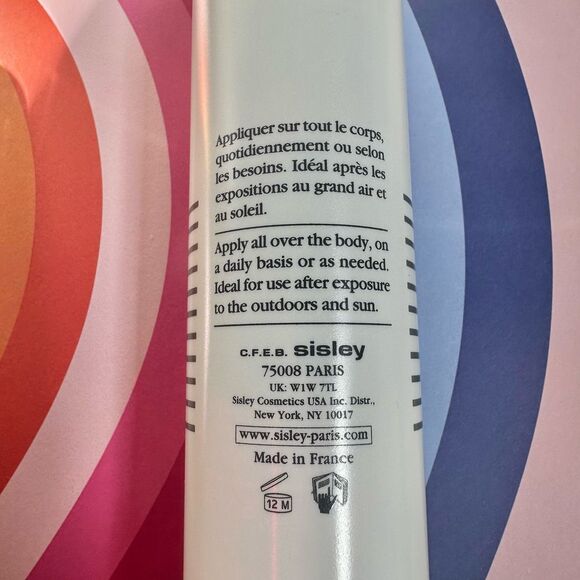 Appliquer sur tout le corps,
quotidiennement ou selon
les besoins. Idéal après les
expositions au grand air et
au soleil.
Apply all over the body, on
a daily basis or as needed.
Ideal for use after exposure
to the outdoors and sun.
C.F.E.B. sisley
75008 PARIS
UK: W1W 7TL
Sisley Cosmetics USA Inc. Distr.,
New York, NY 10017
www.sisley-paris.com
Made in France
12 M